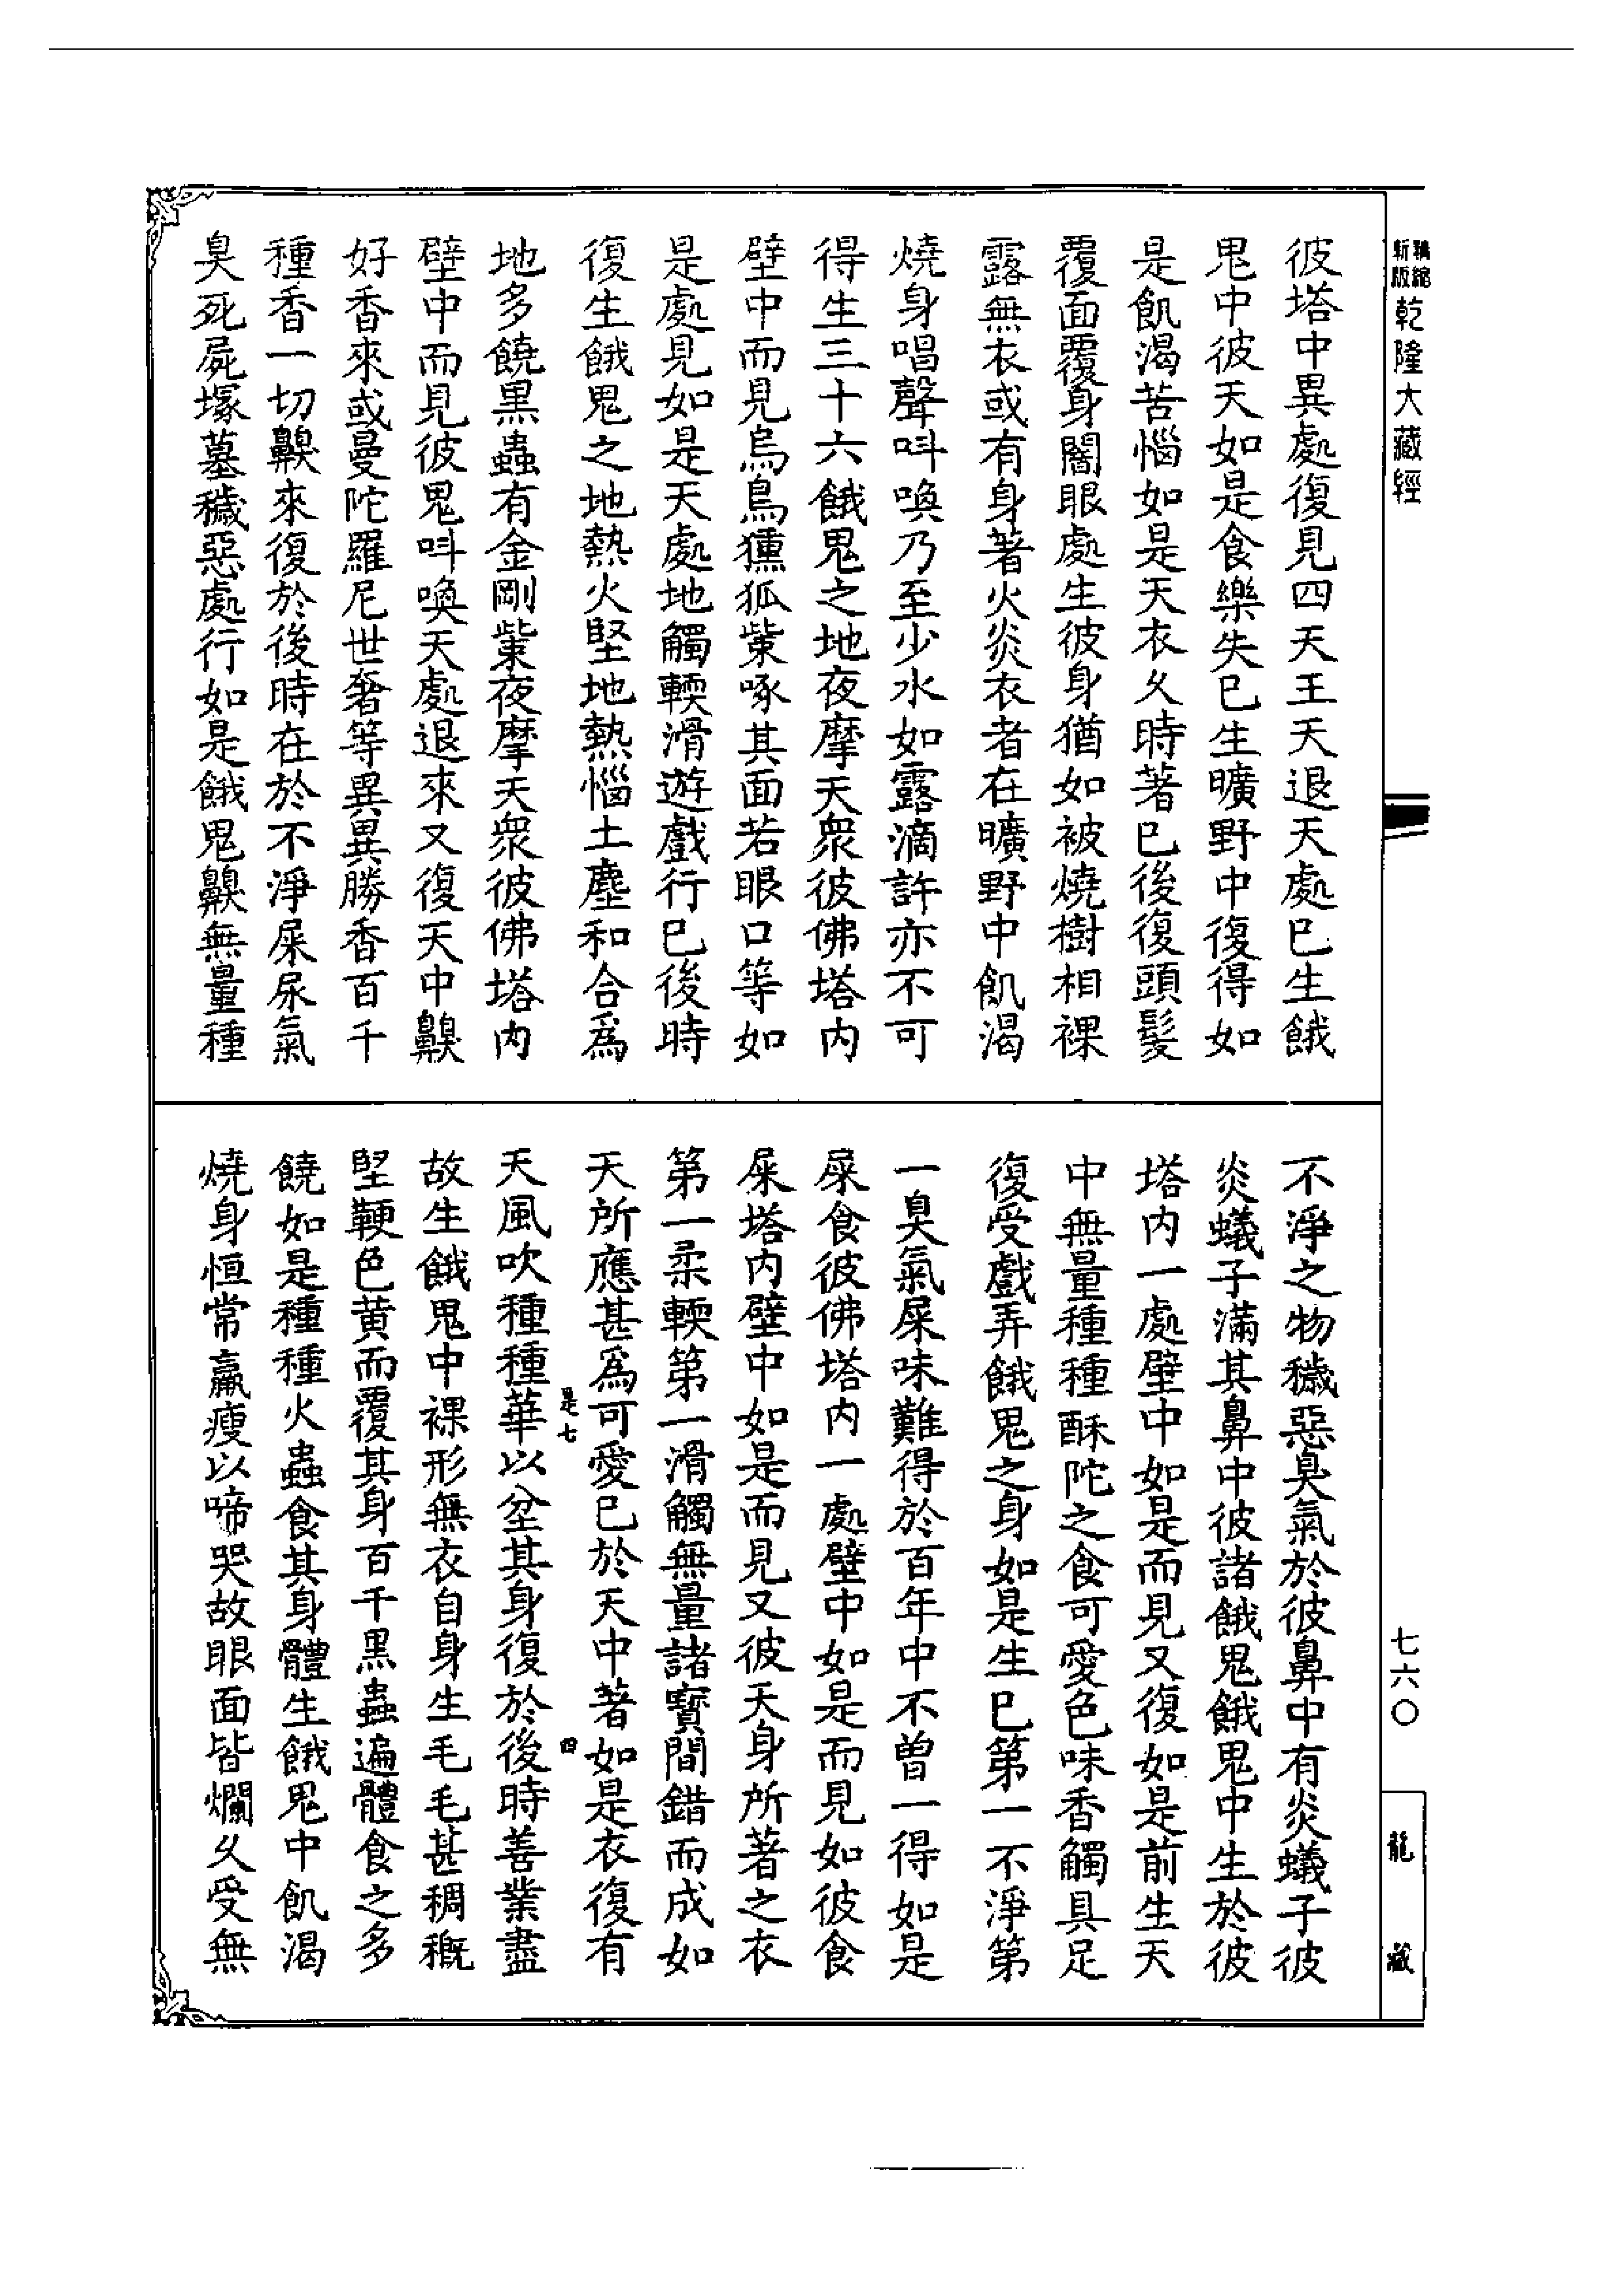 新版縮輯乾隆大藏經
彼塔中異處復見四天王天退天處巳生餓
鬼中彼天如是食樂失巳生曠野中復得如
是飢渴苦惱如是天衣久時著巳後復頭髮
覆面覆身闇眼處生彼身猶如被燒樹相裸
露無衣或有身著火炎衣者在曠野中飢渴
燒身唱聲呌喚乃至少水如露滴許亦不可
得生三十六餓鬼之地夜摩天衆彼佛塔內
壁中而見烏鳥獯狐𭪿啄其面若眼口等如
是處見如是天處地觸輭滑遊戲行巳後時
復生餓鬼之地熱火堅地熱惱土塵和合爲
地多饒黑蟲有金剛𭪿夜摩天衆彼佛塔內
壁中而見彼鬼呌喚天處退來又復天中齅
好香來或曼陀羅尼世奢等異異勝香百千
種香一切齅來復於後時在於不淨屎尿氣
臭死屍塚墓穢惡處行如是餓鬼齅無量種
不淨之物穢惡臭氣於彼鼻中有炎蟻子彼
炎蟻子滿其鼻中彼諸餓鬼餓鬼中生於彼
塔內一處壁中如是而見又復如是前生天
中無量種種酥陀之食可愛色味香觸具足
復受戲弄餓鬼之身如是生巳第一不淨第
一臭氣屎味難得於百年中不曾一得如是
屎食彼佛塔內一處壁中如是而見如彼食
屎塔內壁中如是而見又彼天身所著之衣
第一柔輭第一滑觸無量諸寶間錯而成如
天所應甚爲可愛巳於天中著如是衣復有
是七 四
天風吹種種華以坌其身復於後時善業盡
故生餓鬼中裸形無衣自身生毛毛甚稠穊
堅鞕色黄而覆其身百千黑蟲遍體食之多
饒如是種種火蟲食其身體生餓鬼中飢渴
燒身恒常羸瘦以啼哭故眼面皆爛久受無
七六〇
龍藏